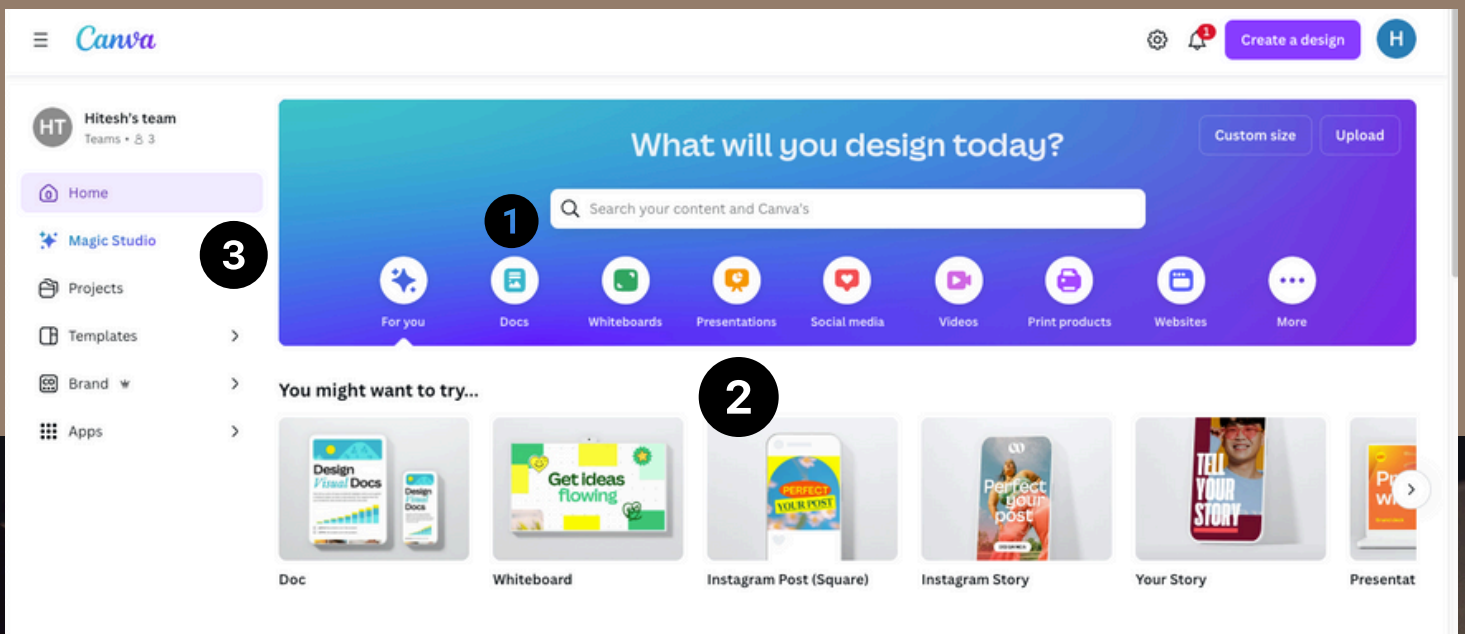 Canva
1
Create a design
H
HT
Hitesh's team
Teams • 3
Home
Magic Studio
3
Projects
Templates
Brand
Apps
What will you design today?
Custom size
Upload
1
Search your content and Canva's
For you
Docs
Whiteboards
Presentations
Social media
Videos
Print products
Websites
More
You might want to try...
2
Design
Visual Docs
Design
Visual
Docs
Get ideas
flowing
PERFECT
YOUR POST
Perfect
your
post
TELL
YOUR
STORY
Pr
wi
Doc
Whiteboard
Instagram Post (Square)
Instagram Story
Your Story
Presentat